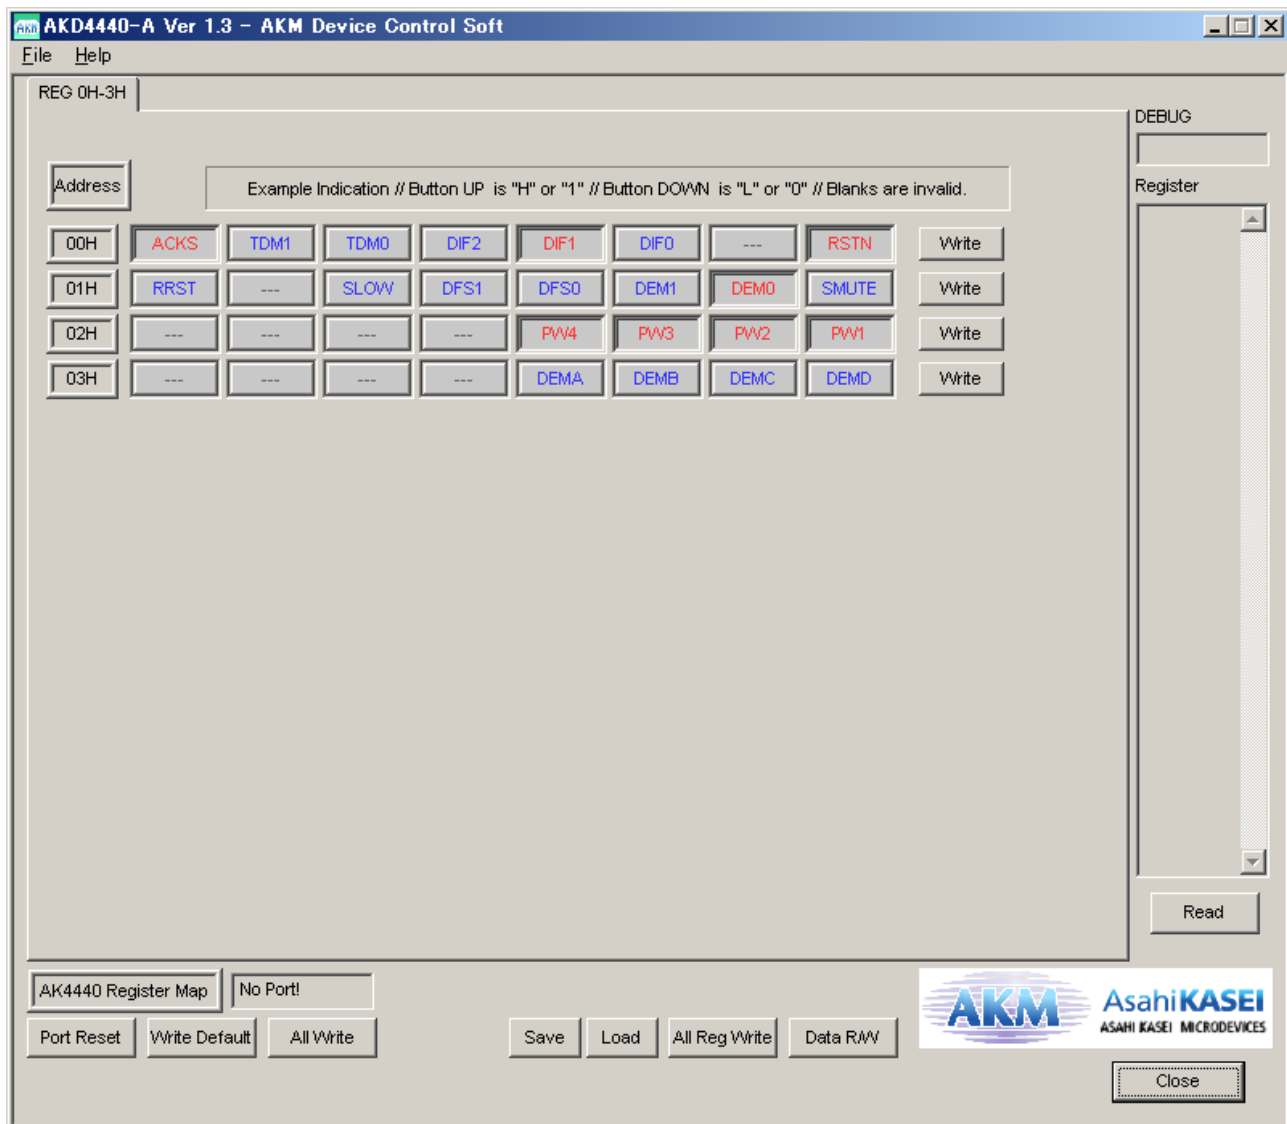 AKM AKD4440-A Ver 1.3 - AKM Device Control Soft
File Help
REG 0H-3H
DEBUG
Address Example Indication // Button UP is "H" or "1" // Button DOWN is "L" or "0" // Blanks are invalid.
Register
00H ACKS TDM1 TDM0 DIF2 DIF1 DIF0 --- RSTN Write
01H RRST --- SLOW DFS1 DFS0 DEM1 DEM0 SMUTE Write
02H --- --- --- --- PW4 PW3 PW2 PW1 Write
03H --- --- --- --- DEMA DEMB DEMC DEMD Write
Read
AK4440 Register Map No Port!
AKM AsahiKASEI
ASAHI KASEI MICRODEVICES
Port Reset Write Default All Write Save Load All Reg Write Data R/W
Close